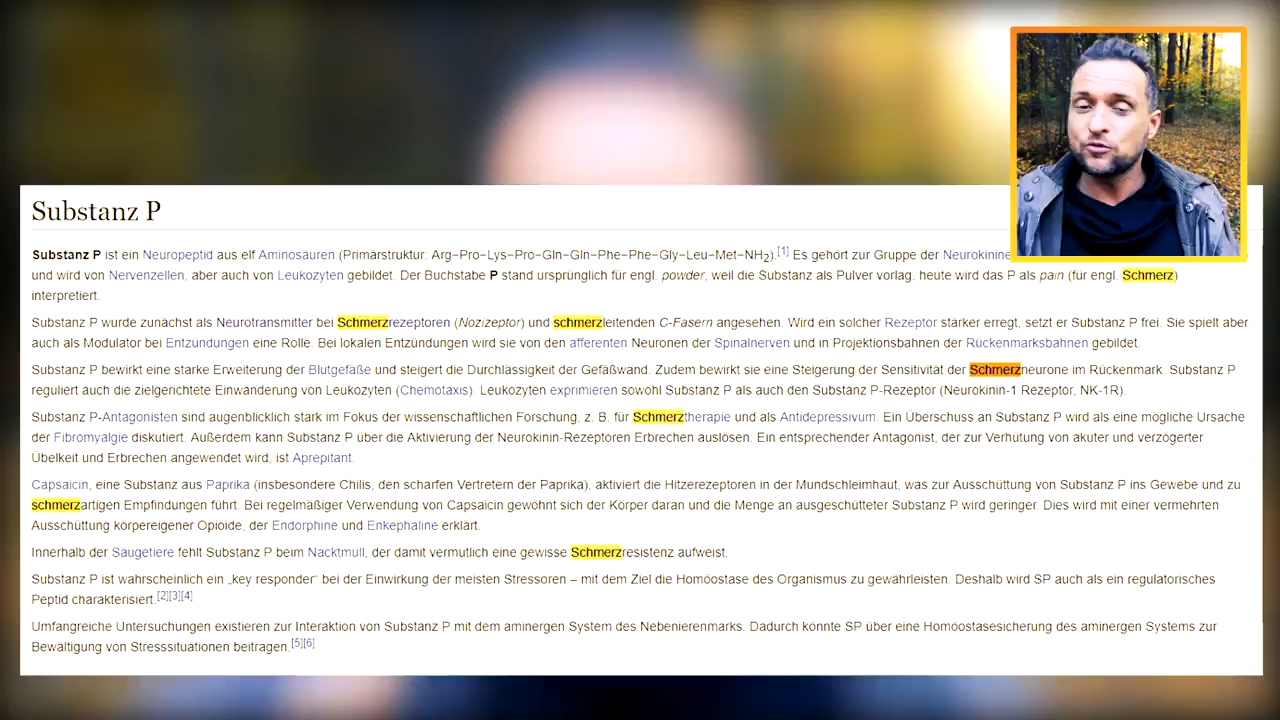 Substanz P
Substanz P ist ein Neuropeptid aus elf Aminosäuren (Primärstruktur: Arg–Pro–Lys–Pro–Gln–Gln–Phe–Phe–Gly–Leu–Met–NH2).[1] Es gehört zur Gruppe der Neurokinine
und wird von Nervenzellen, aber auch von Leukozyten gebildet. Der Buchstabe P stand ursprünglich für engl. powder, weil die Substanz als Pulver vorlag. heute wird das P als pain (für engl. Schmerz)
interpretiert.
Substanz P wurde zunächst als Neurotransmitter bei Schmerzrezeptoren (Nozizeptor) und schmerzleitenden C-Fasern angesehen. Wird ein solcher Rezeptor stärker erregt, setzt er Substanz P frei. Sie spielt aber
auch als Modulator bei Entzündungen eine Rolle. Bei lokalen Entzündungen wird sie von den afferenten Neuronen der Spinalnerven und in Projektionsbahnen der Rückenmarksbahnen gebildet.
Substanz P bewirkt eine starke Erweiterung der Blutgefäße und steigert die Durchlässigkeit der Gefäßwand. Zudem bewirkt sie eine Steigerung der Sensitivität der Schmerzneurone im Rückenmark. Substanz P
reguliert auch die zielgerichtete Einwanderung von Leukozyten (Chemotaxis). Leukozyten exprimieren sowohl Substanz P als auch den Substanz P-Rezeptor (Neurokinin-1 Rezeptor, NK-1R).
Substanz P-Antagonisten sind augenblicklich stark im Fokus der wissenschaftlichen Forschung, z. B. für Schmerztherapie und als Antidepressivum. Ein Überschuss an Substanz P wird als eine mögliche Ursache
der Fibromyalgie diskutiert. Außerdem kann Substanz P über die Aktivierung der Neurokinin-Rezeptoren Erbrechen auslösen. Ein entsprechender Antagonist, der zur Verhütung von akuter und verzögerter
Übelkeit und Erbrechen angewendet wird, ist Aprepitant.
Capsaicin, eine Substanz aus Paprika (insbesondere Chilis, den scharfen Vertretern der Paprika), aktiviert die Hitzerezeptoren in der Mundschleimhaut, was zur Ausschüttung von Substanz P ins Gewebe und zu
schmerzartigen Empfindungen führt. Bei regelmäßiger Verwendung von Capsaicin gewöhnt sich der Körper daran und die Menge an ausgeschütteter Substanz P wird geringer. Dies wird mit einer vermehrten
Ausschüttung körpereigener Opioide, der Endorphine und Enkephaline erklärt.
Innerhalb der Säugetiere fehlt Substanz P beim Nacktmull, der damit vermutlich eine gewisse Schmerzresistenz aufweist.
Substanz P ist wahrscheinlich ein „key responder“ bei der Einwirkung der meisten Stressoren – mit dem Ziel die Homöostase des Organismus zu gewährleisten. Deshalb wird SP auch als ein regulatorisches
Peptid charakterisiert.[2][3][4]
Umfangreiche Untersuchungen existieren zur Interaktion von Substanz P mit dem aminergen System des Nebennierenmarks. Dadurch könnte SP über eine Homöostasesicherung des aminergen Systems zur
Bewältigung von Stresssituationen beitragen.[5][6]